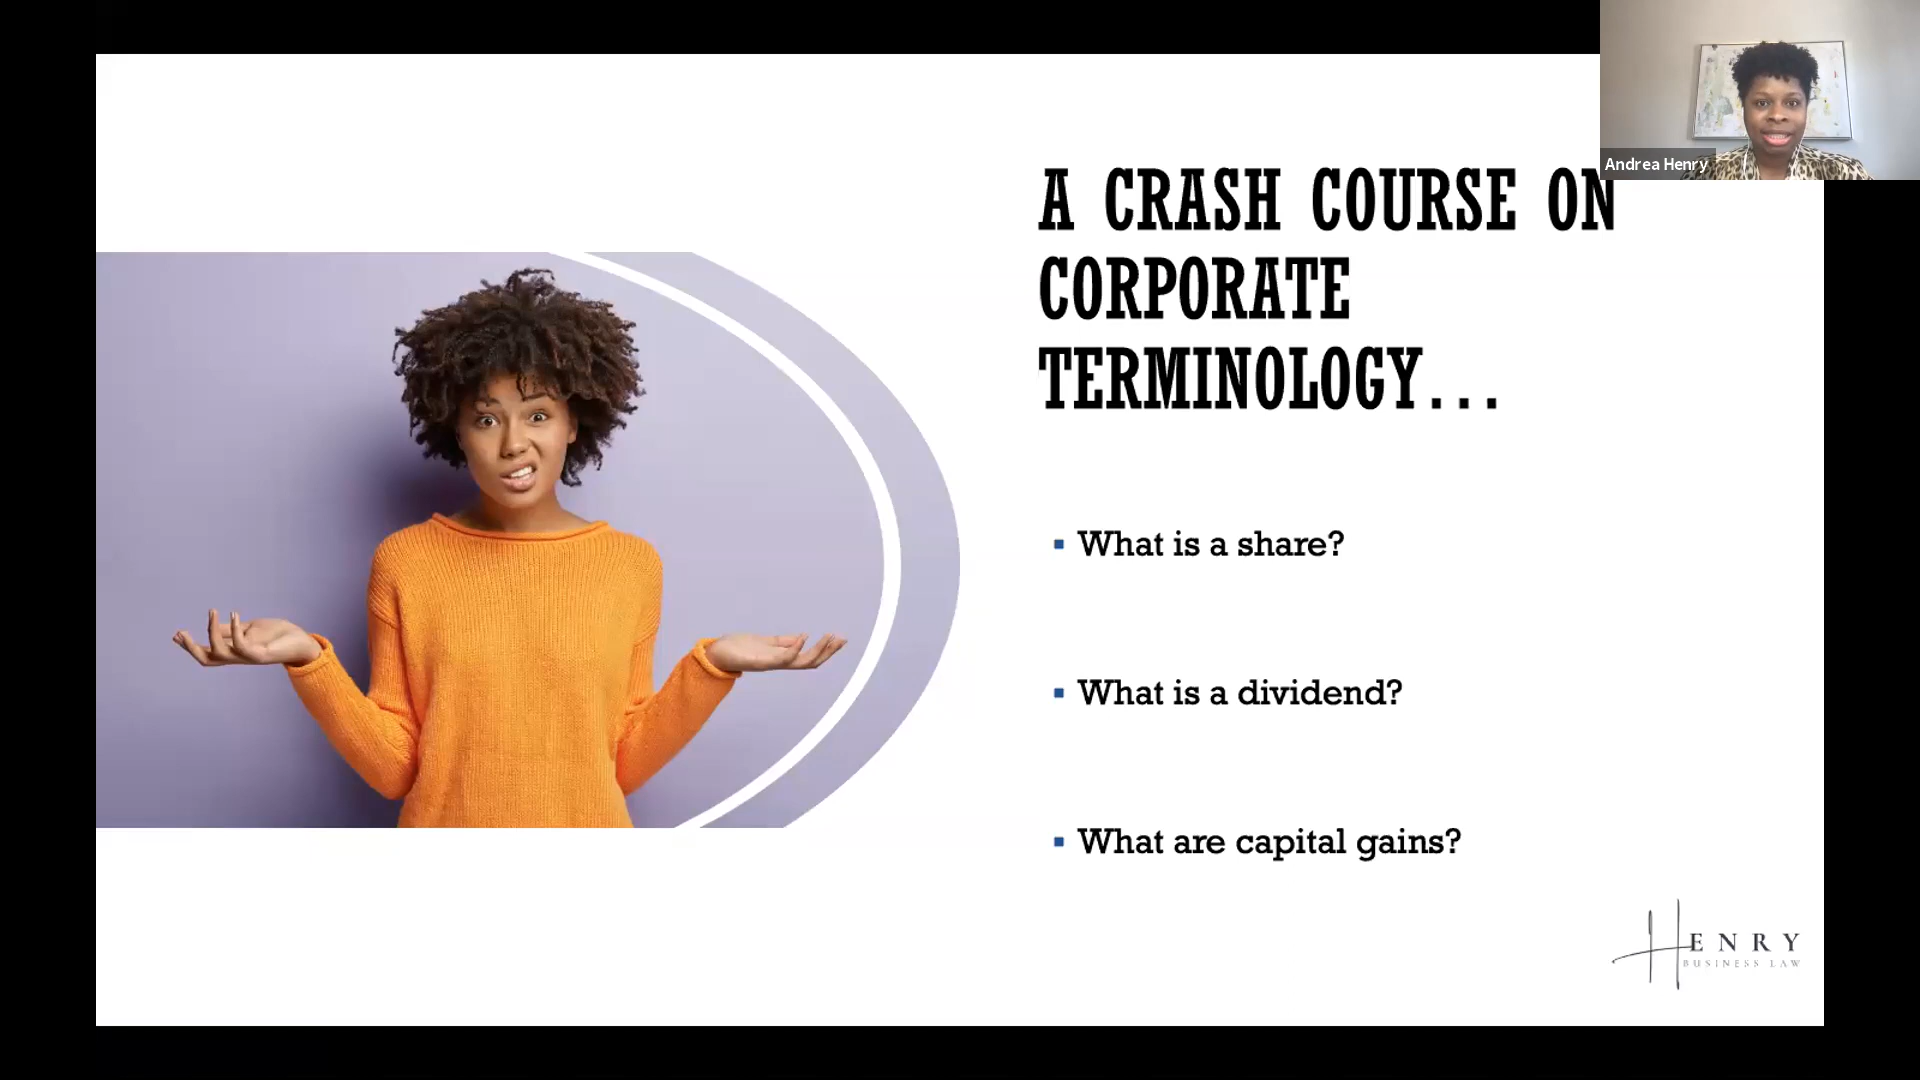 Andrea Henry
A CRASH COURSE ON
CORPORATE
TERMINOLOGY...
▪ What is a share?
▪ What is a dividend?
▪ What are capital gains?
HENRY
BUSINESS LAW